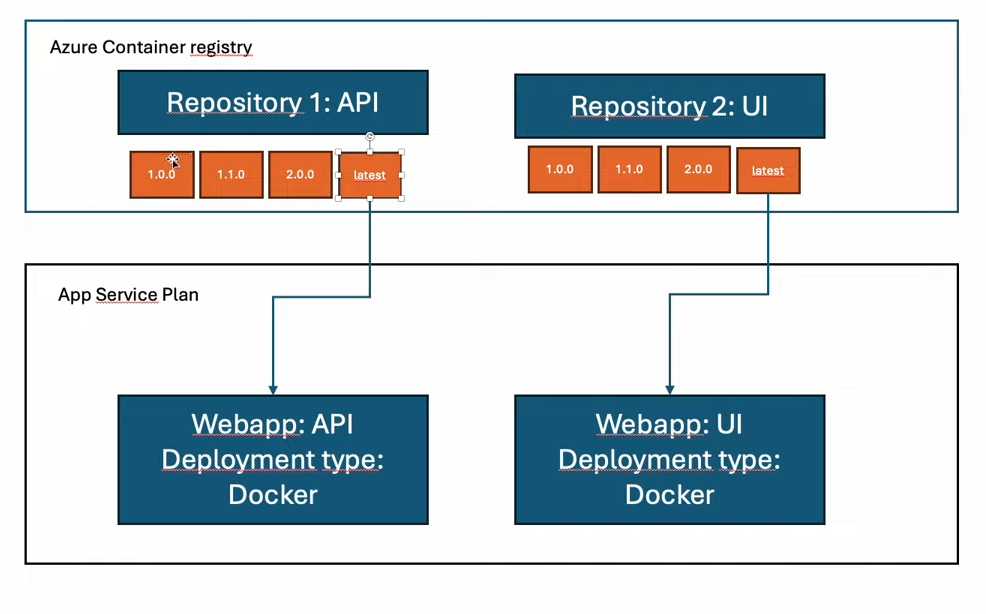 Azure Container registry
Repository 1: API
Repository 2: UI
1.0.0
1.1.0
2.0.0
latest
1.0.0
1.1.0
2.0.0
latest
App Service Plan
Webapp: API
Deployment type:
Docker
Webapp: UI
Deployment type:
Docker